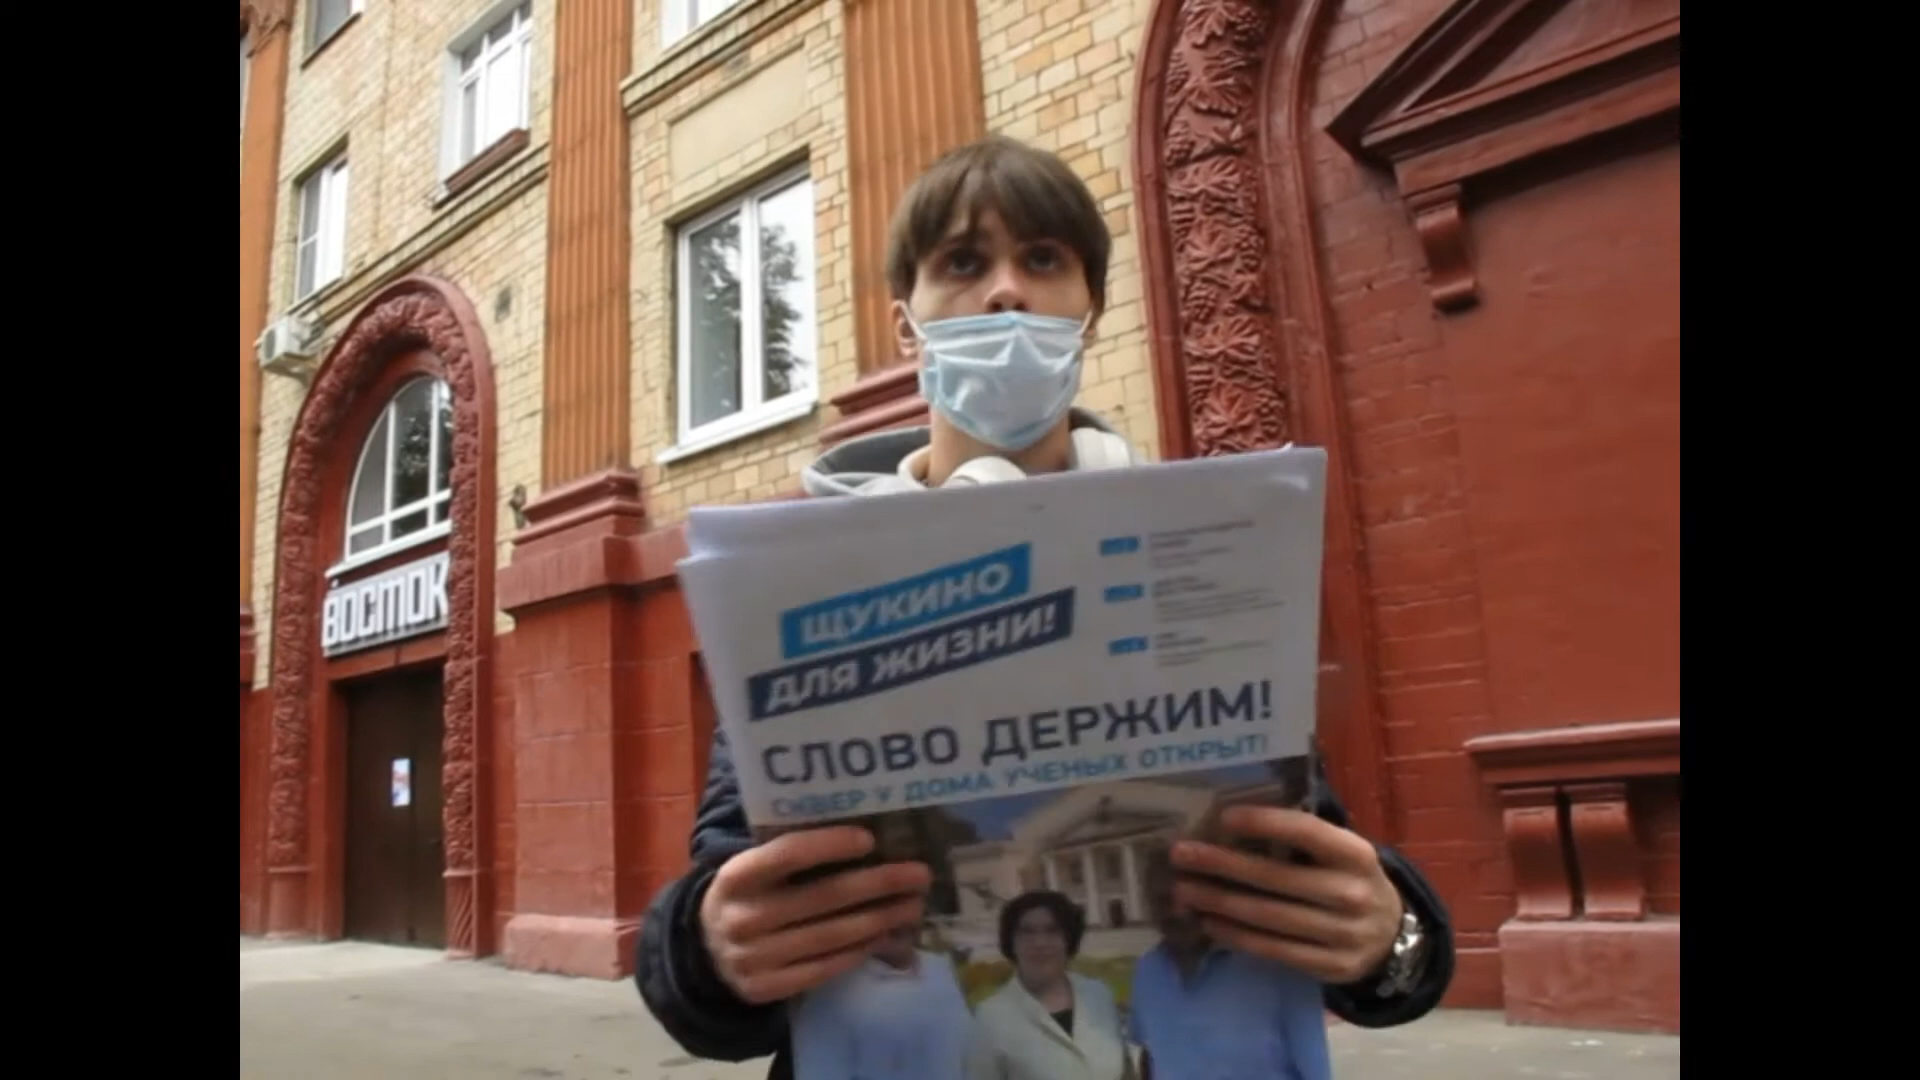 ВОСТОК
ЩУКИНО
ДЛЯ ЖИЗНИ!
СЛОВО ДЕРЖИМ!
СКВЕР У ДОМА УЧЕНЫХ ОТКРЫТ!